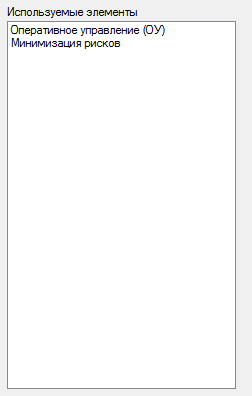 Используемые элементы
Оперативное управление (ОУ)
Минимизация рисков